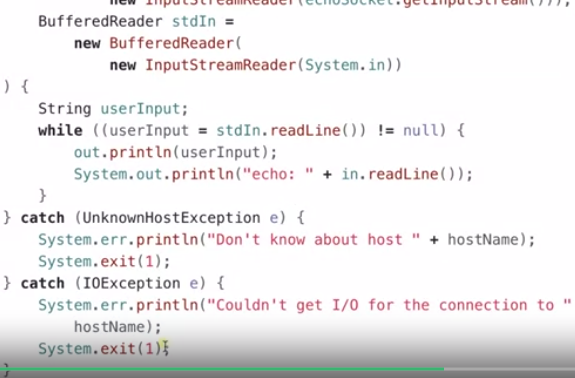 new InputStreamReader(echoSocket.getInputStream()));
BufferedReader stdIn =
new BufferedReader(
new InputStreamReader(System.in))
) {
String userInput;
while ((userInput = stdIn.readLine()) != null) {
out.println(userInput);
System.out.println("echo: " + in.readLine());
}
} catch (UnknownHostException e) {
System.err.println("Don't know about host " + hostName);
System.exit(1);
} catch (IOException e) {
System.err.println("Couldn't get I/O for the connection to "
hostName);
System.exit(1);
}